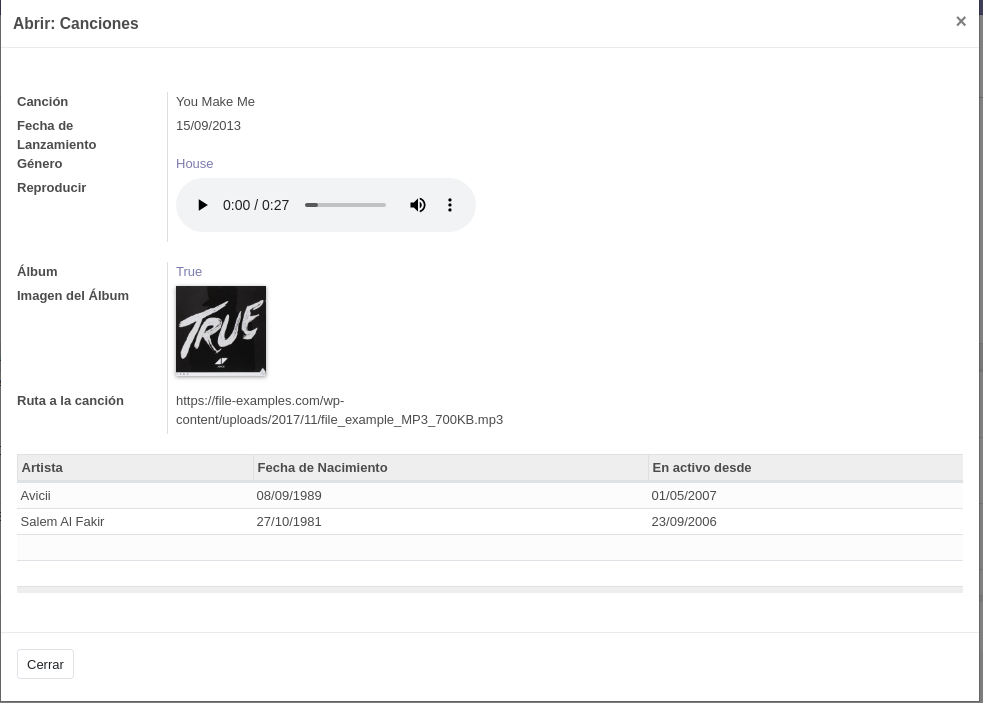 Abrir: Canciones ×
Canción You Make Me
Fecha de 15/09/2013
Lanzamiento
Género House
Reproducir
0:00 / 0:27
Álbum True
Imagen del Álbum
TRUE
Ruta a la canción https://file-examples.com/wp-
content/uploads/2017/11/file_example_MP3_700KB.mp3
Artista Fecha de Nacimiento En activo desde
Avicii 08/09/1989 01/05/2007
Salem Al Fakir 27/10/1981 23/09/2006
Cerrar